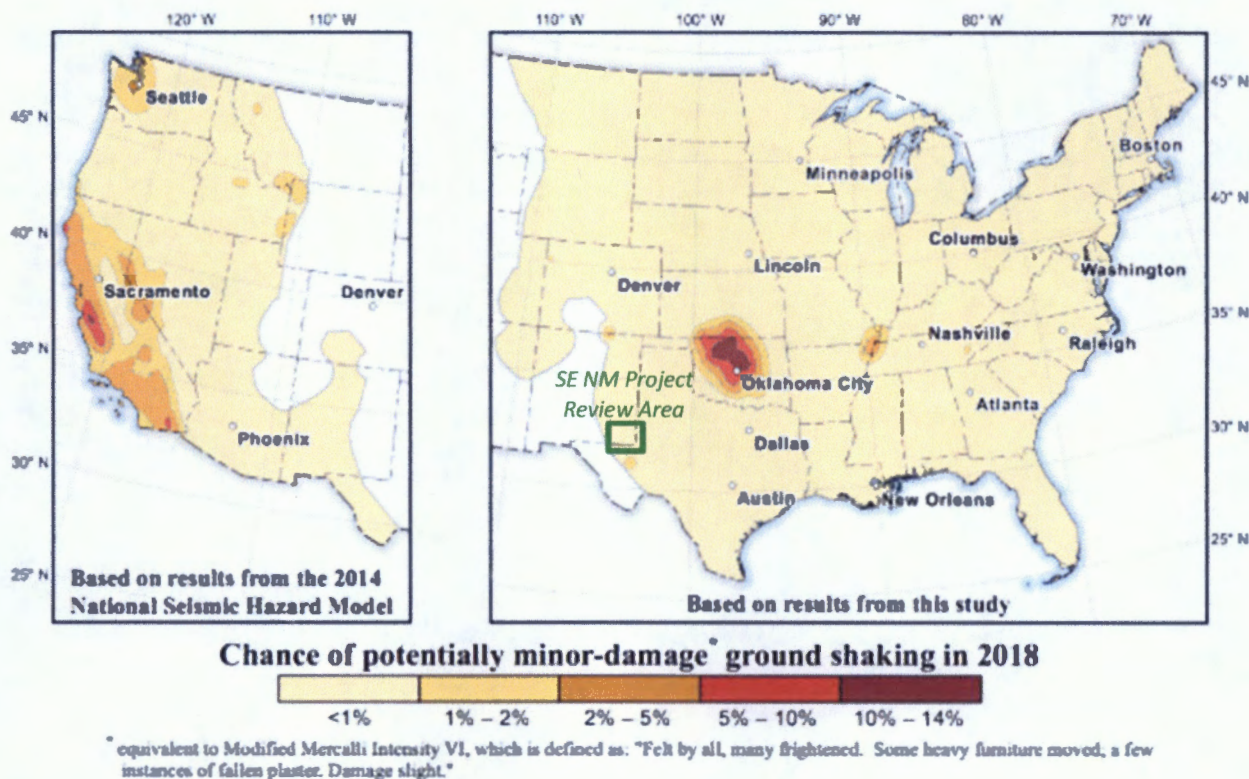 120° W 110° W
110° W 100° W 90° W 80° W 70° W
45° N
40° N
35° N
30° N
25° N
Seattle
Sacramento
Denver
Phoenix
Based on results from the 2014
National Seismic Hazard Model
45° N
40° N
35° N
30° N
25° N
Boston
Minneapolis
Columbus
Lincoln
Washington
Denver
Nashville
Raleigh
SE NM Project
Review Area
Oklahoma City
Atlanta
Dallas
Austin
New Orleans
Based on results from this study
Chance of potentially minor-damage* ground shaking in 2018
<1% 1% – 2% 2% – 5% 5% – 10% 10% – 14%
* equivalent to Modified Mercalli Intensity VI, which is defined as: "Felt by all, many frightened. Some heavy furniture moved, a few
instances of fallen plaster. Damage slight."